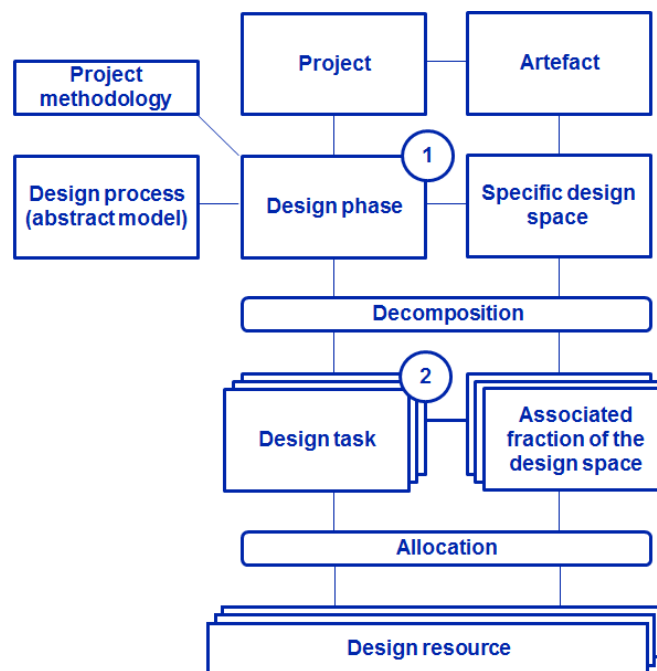 Project
methodology
Project
Artefact
Design process
(abstract model)
Design phase
1
Specific design
space
Decomposition
2
Design task
Associated
fraction of the
design space
Allocation
Design resource